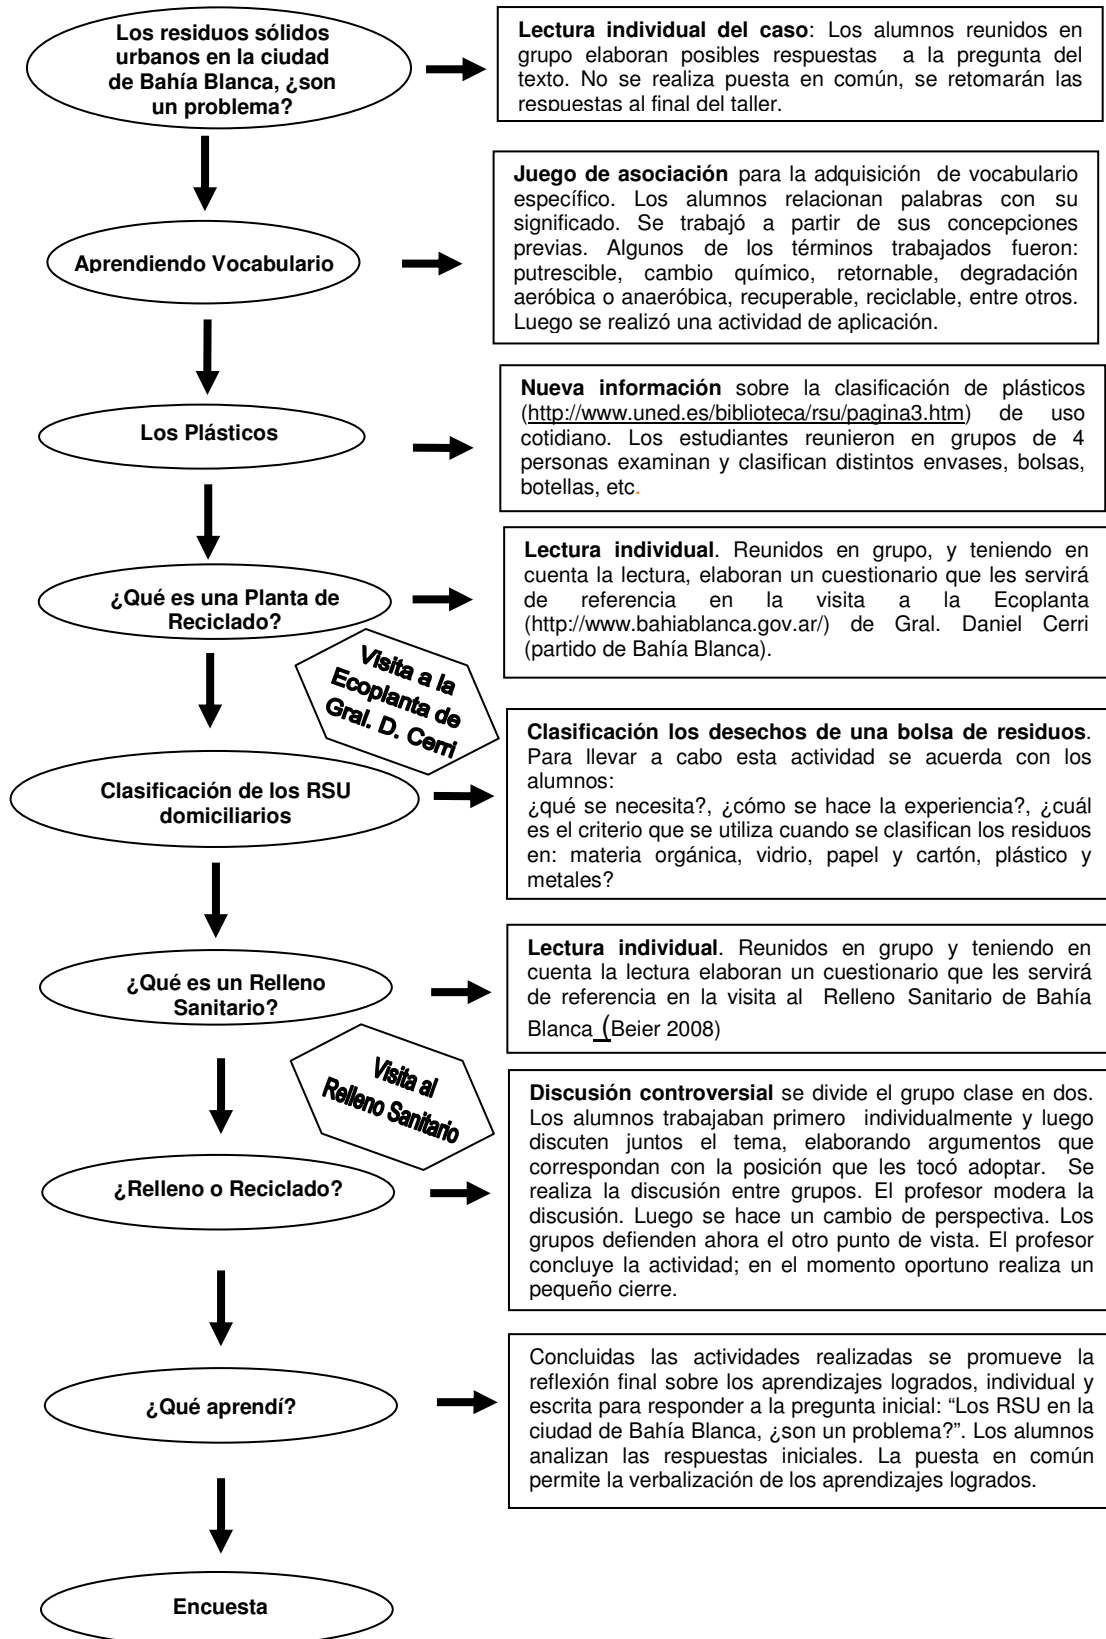 Los residuos sólidos
urbanos en la ciudad
de Bahía Blanca, ¿son
un problema?
Lectura individual del caso: Los alumnos reunidos en
grupo elaboran posibles respuestas a la pregunta del
texto. No se realiza puesta en común, se retomarán las
respuestas al final del taller.
Aprendiendo Vocabulario
Juego de asociación para la adquisición de vocabulario
específico. Los alumnos relacionan palabras con su
significado. Se trabajó a partir de sus concepciones
previas. Algunos de los términos trabajados fueron:
putrescible, cambio químico, retornable, degradación
aeróbica o anaeróbica, recuperable, reciclable, entre otros.
Luego se realizó una actividad de aplicación.
Los Plásticos
Nueva información sobre la clasificación de plásticos
(http://www.uned.es/biblioteca/rsu/pagina3.htm) de uso
cotidiano. Los estudiantes reunieron en grupos de 4
personas examinan y clasifican distintos envases, bolsas,
botellas, etc.
¿Qué es una Planta de
Reciclado?
Lectura individual. Reunidos en grupo, y teniendo en
cuenta la lectura, elaboran un cuestionario que les servirá
de referencia en la visita a la Ecoplanta
(http://www.bahiablanca.gov.ar/) de Gral. Daniel Cerri
(partido de Bahía Blanca).
Visita a la
Ecoplanta de
Gral. D. Cerri
Clasificación de los RSU
domiciliarios
Clasificación los desechos de una bolsa de residuos.
Para llevar a cabo esta actividad se acuerda con los
alumnos:
¿qué se necesita?, ¿cómo se hace la experiencia?, ¿cuál
es el criterio que se utiliza cuando se clasifican los residuos
en: materia orgánica, vidrio, papel y cartón, plástico y
metales?
¿Qué es un Relleno
Sanitario?
Lectura individual. Reunidos en grupo y teniendo en
cuenta la lectura elaboran un cuestionario que les servirá
de referencia en la visita al Relleno Sanitario de Bahía
Blanca (Beier 2008)
Visita al
Relleno Sanitario
¿Relleno o Reciclado?
Discusión controversial se divide el grupo clase en dos.
Los alumnos trabajaban primero individualmente y luego
discuten juntos el tema, elaborando argumentos que
correspondan con la posición que les tocó adoptar. Se
realiza la discusión entre grupos. El profesor modera la
discusión. Luego se hace un cambio de perspectiva. Los
grupos defienden ahora el otro punto de vista. El profesor
concluye la actividad; en el momento oportuno realiza un
pequeño cierre.
¿Qué aprendí?
Concluidas las actividades realizadas se promueve la
reflexión final sobre los aprendizajes logrados, individual y
escrita para responder a la pregunta inicial: “Los RSU en la
ciudad de Bahía Blanca, ¿son un problema?”. Los alumnos
analizan las respuestas iniciales. La puesta en común
permite la verbalización de los aprendizajes logrados.
Encuesta